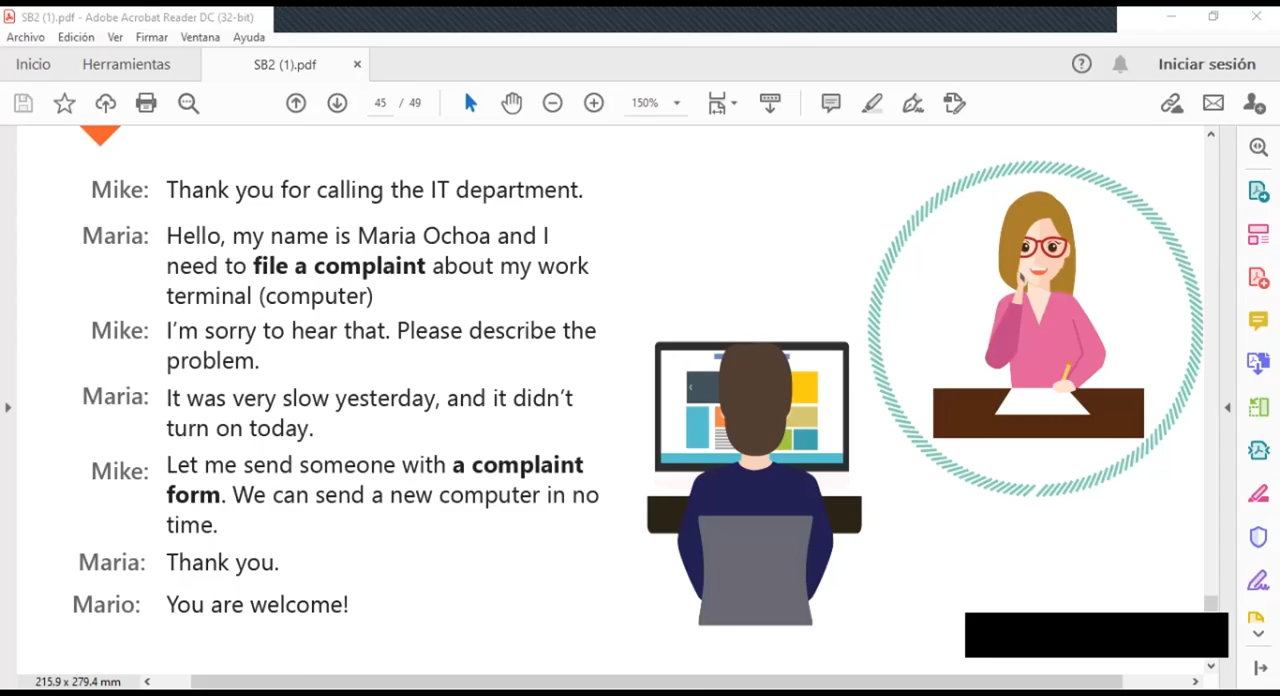 SB2 (1).pdf - Adobe Acrobat Reader DC (32-bit)
Archivo Edición Ver Firmar Ventana Ayuda
Inicio Herramientas SB2 (1).pdf × Iniciar sesión
45 / 49 150%
Mike: Thank you for calling the IT department.
Maria: Hello, my name is Maria Ochoa and I
need to file a complaint about my work
terminal (computer)
Mike: I'm sorry to hear that. Please describe the
problem.
Maria: It was very slow yesterday, and it didn't
turn on today.
Mike: Let me send someone with a complaint
form. We can send a new computer in no
time.
Maria: Thank you.
Mario: You are welcome!
215.9 x 279.4 mm